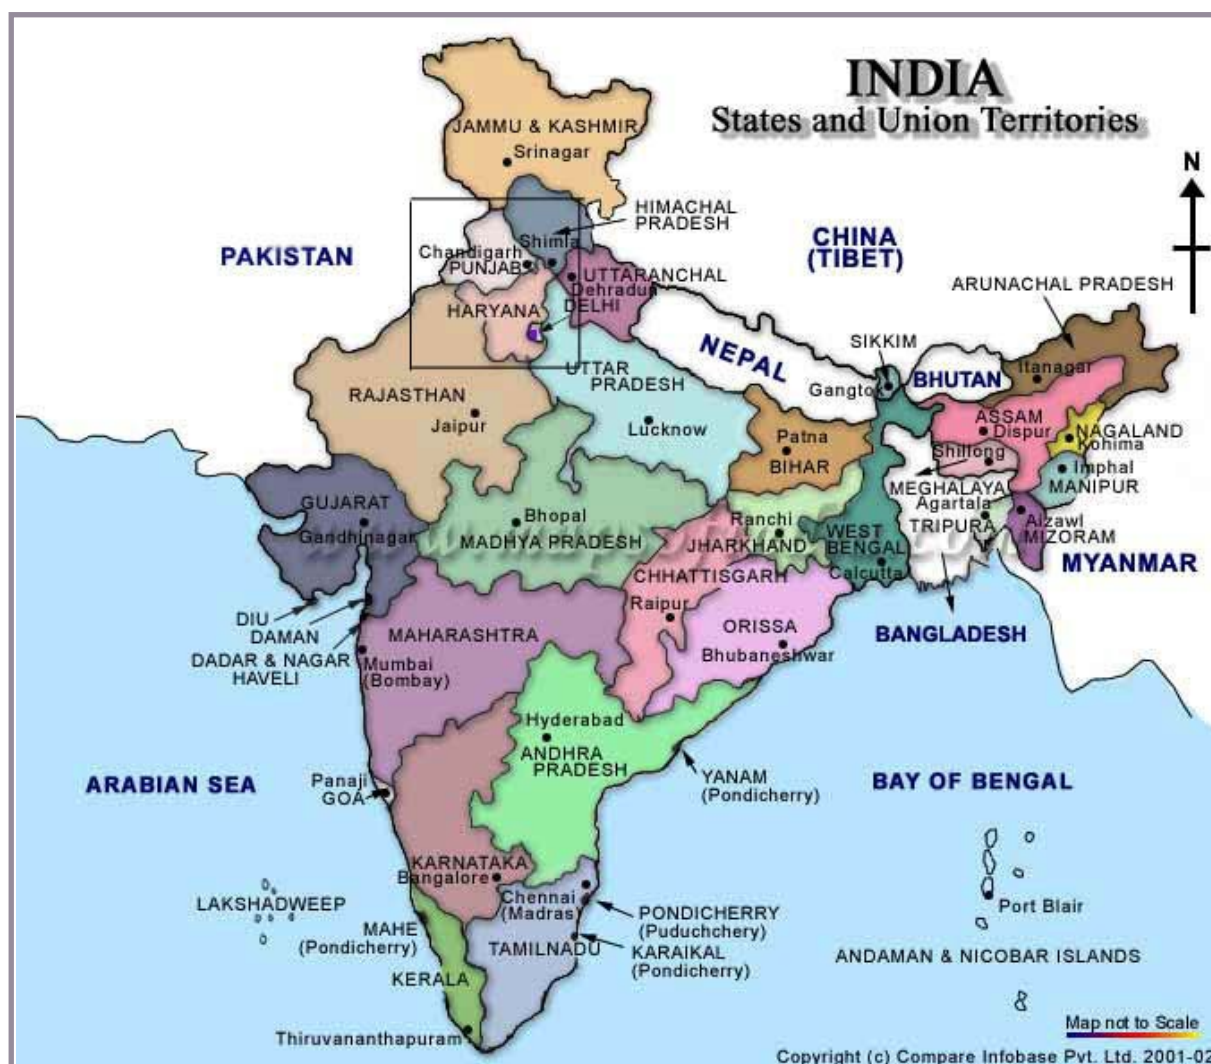 INDIA
States and Union Territories
N
JAMMU & KASHMIR
Srinagar
HIMACHAL
PRADESH
Shimla
PAKISTAN
CHINA
(TIBET)
Chandigarh
PUNJAB
UTTARANCHAL
Dehradun
DELHI
HARYANA
ARUNACHAL PRADESH
NEPAL
SIKKIM
Gangtok
BHUTAN
Itanagar
UTTAR
PRADESH
RAJASTHAN
Jaipur
Lucknow
Patna
BIHAR
ASSAM
Dispur
NAGALAND
Kohima
Shillong
Imphal
MANIPUR
MEGHALAYA
Agartala
TRIPURA
Aizawl
MIZORAM
GUJARAT
Gandhinagar
Bhopal
MADHYA PRADESH
Ranchi
JHARKHAND
WEST
BENGAL
Calcutta
MYANMAR
CHHATTISGARH
Raipur
DIU
DAMAN
DADAR & NAGAR
HAVELI
MAHARASHTRA
Mumbai
(Bombay)
ORISSA
Bhubaneshwar
BANGLADESH
Hyderabad
ANDHRA
PRADESH
YANAM
(Pondicherry)
ARABIAN SEA
Panaji
GOA
BAY OF BENGAL
KARNATAKA
Bangalore
Chennai
(Madras)
LAKSHADWEEP
MAHE
(Pondicherry)
PONDICHERRY
(Puduchchery)
KARAIKAL
(Pondicherry)
TAMILNADU
KERALA
Thiruvananthapuram
Port Blair
ANDAMAN & NICOBAR ISLANDS
Map not to Scale
Copyright (c) Compare Infobase Pvt. Ltd. 2001-02